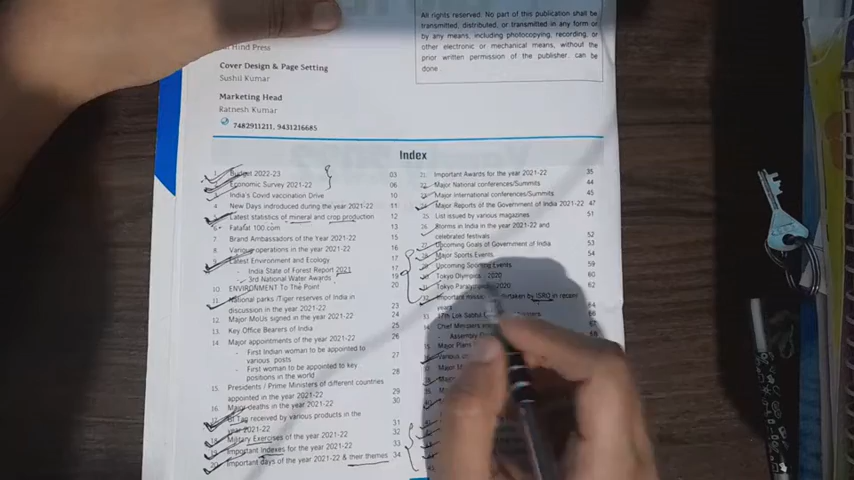 Hind Press
Cover Design & Page Setting
Sushil Kumar
Marketing Head
Ratnesh Kumar
7482911211, 9431216685
All rights reserved. No part of this publication shall be
transmitted, distributed, or transmitted in any form or
by any means, including photocopying, recording, or
other electronic or mechanical means, without the
prior written permission of the publisher. can be
done.
Index
1 Budget 2022-23 03
2 Economic Survey 2021-22 06
3 India's Covid vaccination Drive 10
4 New Days indroduced during the year 2021-22 11
5 Latest statistics of mineral and crop production 12
6 Fatafat 100.com 13
7 Brand Ambassadors of the Year 2021-22 15
8 Various operations in the year 2021-22 16
9 Latest Environment and Ecology 17
- India State of Forest Report 2021 17
- 3rd National Water Awards 19
10 ENVIRONMENT To The Point 20
11 National parks /Tiger reserves of India in
discussion in the year 2021-22 23
12 Major MoUs signed in the year 2021-22 24
13 Key Office Bearers of India 25
14 Major appointments of the year 2021-22 26
- First Indian woman to be appointed to
various posts 27
- First woman to be appointed to key
positions in the world 28
15 Presidents / Prime Ministers of different countries
appointed in the year 2021-22 29
16 Major deaths in the year 2021-22 30
17 GI Tag received by various products in the
year 2021-22 31
18 Military Exercises of the year 2021-22 32
19 Important Indexes for the year 2021-22 33
20 Important days of the year 2021-22 & their themes 34
21 Important Awards for the year 2021-22 35
22 Major National conferences/Summits 44
23 Major International conferences/Summits 45
24 Major Reports of the Government of India 2021-22 47
25 List issued by various magazines 51
26 Storms in India in the year 2021-22 and
celebrated festivals 52
27 Upcoming Goals of Government of India 53
28 Major Sports Events 54
29 Upcoming Sporting Events 57
30 Tokyo Olympics - 2020 60
31 Tokyo Para 2020 62
32 Important taken by ISRO in recent
years 64
33 17th Lok Sabha
34 Chief Ministers
Assembly
35 Major Plans
36 Various
37 Major
38 Major